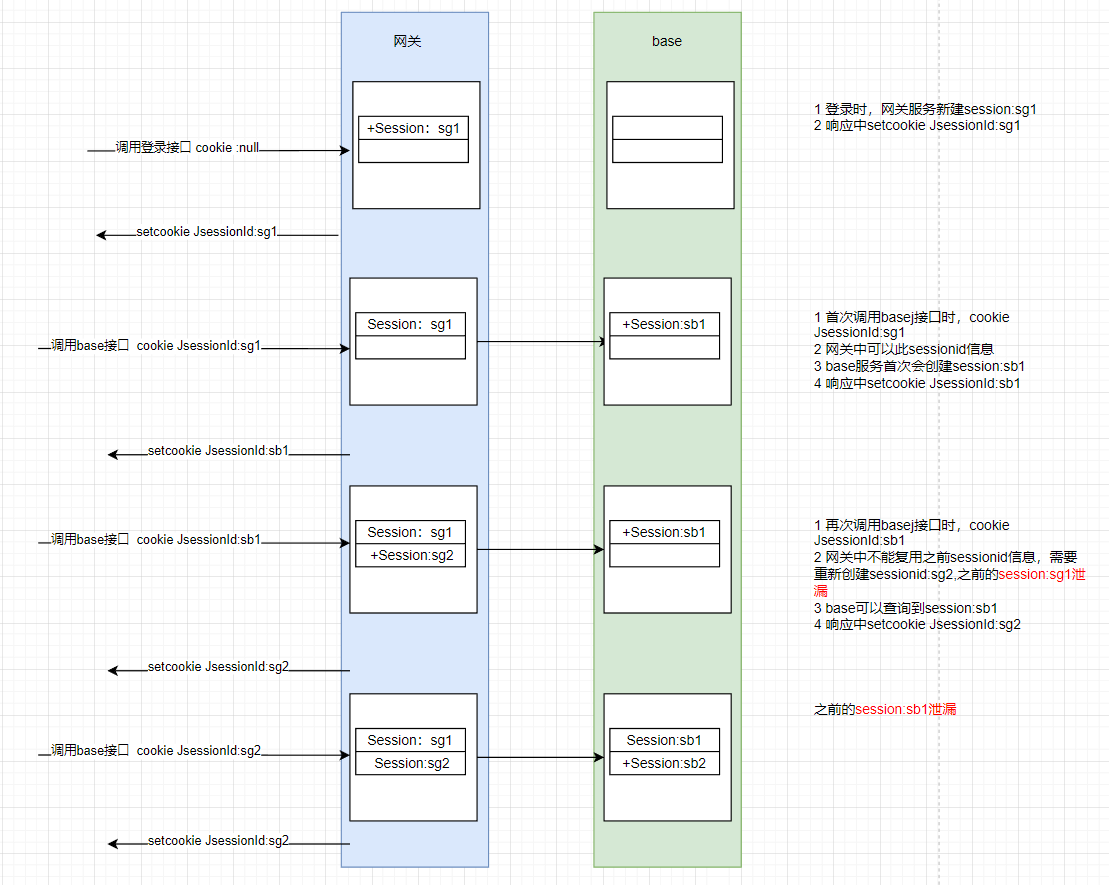 网关
base
+Session：sg1
1 登录时，网关服务新建session:sg1
2 响应中setcookie JsessionId:sg1
调用登录接口 cookie :null
setcookie JsessionId:sg1
Session：sg1
+Session:sb1
1 首次调用basej接口时，cookie
JsessionId:sg1
2 网关中可以此sessionid信息
3 base服务首次会创建session:sb1
4 响应中setcookie JsessionId:sb1
调用base接口 cookie JsessionId:sg1
setcookie JsessionId:sb1
Session：sg1
+Session:sg2
+Session:sb1
1 再次调用basej接口时，cookie
JsessionId:sb1
2 网关中不能复用之前sessionid信息，需要
重新创建sessionid:sg2,之前的session:sg1泄
漏
3 base可以查询到session:sb1
4 响应中setcookie JsessionId:sg2
调用base接口 cookie JsessionId:sb1
setcookie JsessionId:sg2
之前的session:sb1泄漏
Session：sg1
Session:sg2
Session:sb1
+Session:sb2
调用base接口 cookie JsessionId:sg2
setcookie JsessionId:sg2